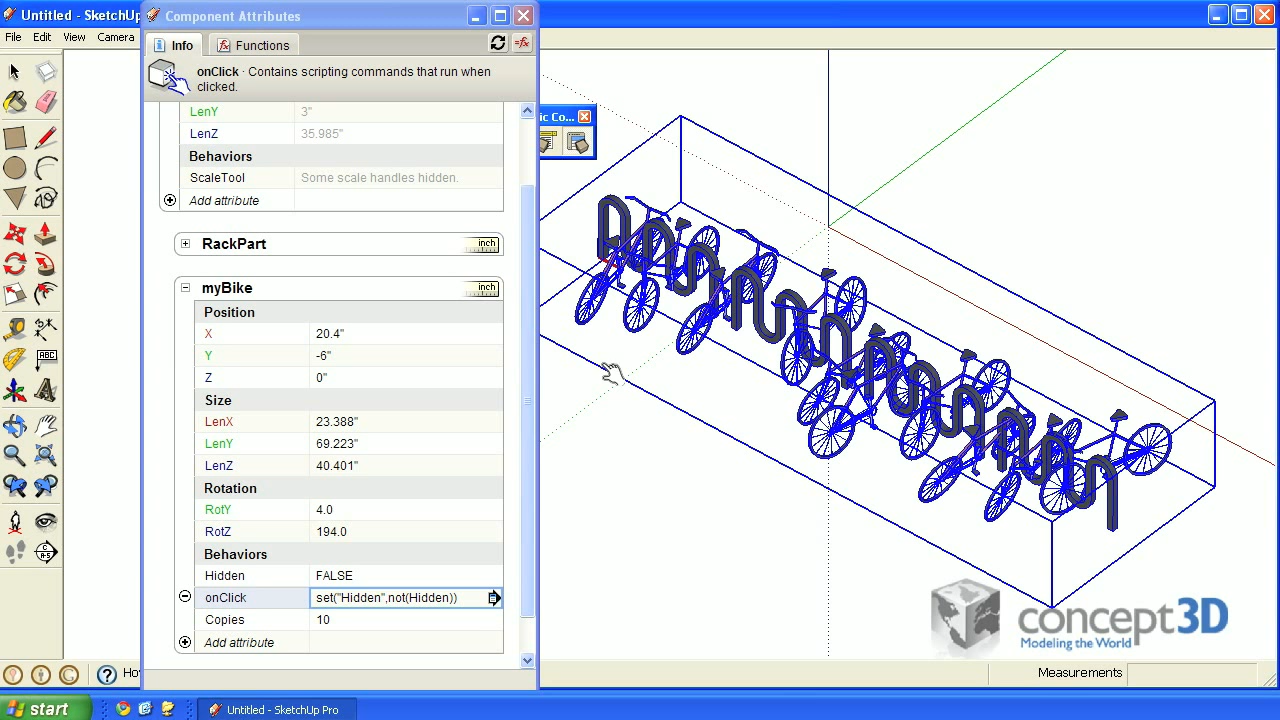 Untitled - SketchUp
Component Attributes
File Edit View Camera
Info
Functions
onClick · Contains scripting commands that run when
clicked.
LenY 3"
LenZ 35.985"
Behaviors
ScaleTool Some scale handles hidden.
Add attribute
RackPart inch
myBike inch
Position
X 20.4"
Y -6"
Z 0"
Size
LenX 23.388"
LenY 69.223"
LenZ 40.401"
Rotation
RotY 4.0
RotZ 194.0
Behaviors
Hidden FALSE
onClick set("Hidden",not(Hidden))
Copies 10
Add attribute
ic Co...
ABC
concept3D
Modeling the World
Ho
Measurements
start
Untitled - SketchUp Pro